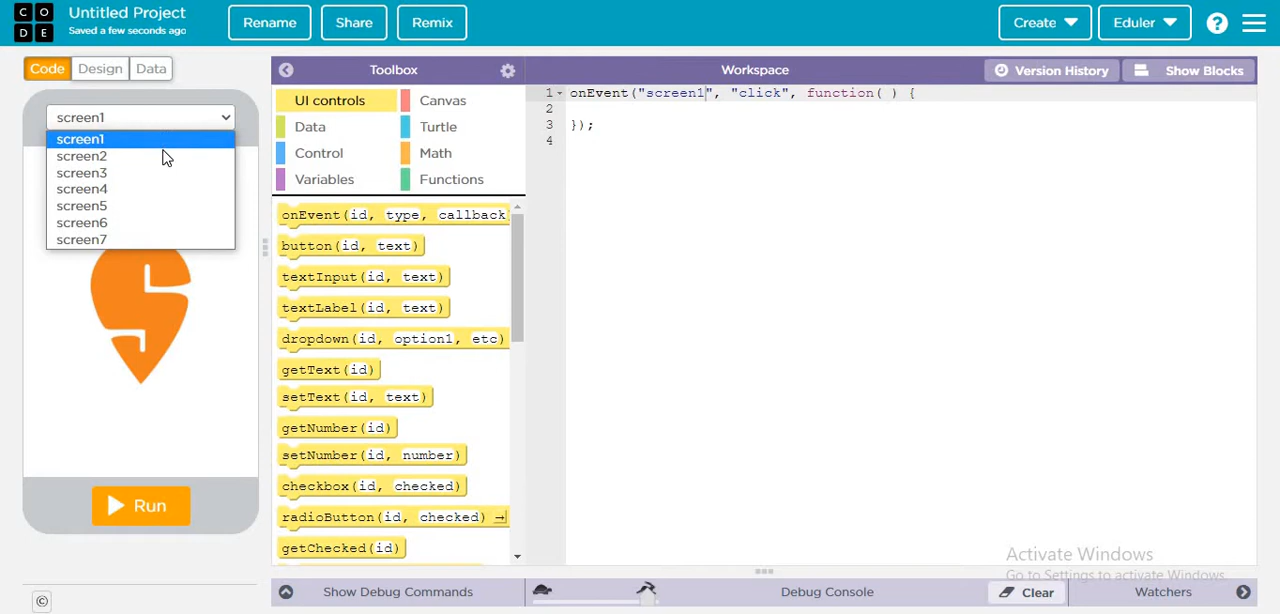 CO
DE
Untitled Project
Saved a few seconds ago
Rename
Share
Remix
Create
Eduler
?
Code
Design
Data
Toolbox
Workspace
Version History
Show Blocks
screen1
screen1
screen2
screen3
screen4
screen5
screen6
screen7
Run
UI controls
Canvas
Data
Turtle
Control
Math
Variables
Functions
onEvent(id, type, callback
button(id, text)
textInput(id, text)
textLabel(id, text)
dropdown(id, option1, etc)
getText(id)
setText(id, text)
getNumber(id)
setNumber(id, number)
checkbox(id, checked)
radioButton(id, checked)
getChecked(id)
1 onEvent("screen1", "click", function( ) {
2
3 });
4
Activate Windows
Go to Settings to activate Windows.
©
Show Debug Commands
Debug Console
Clear
Watchers